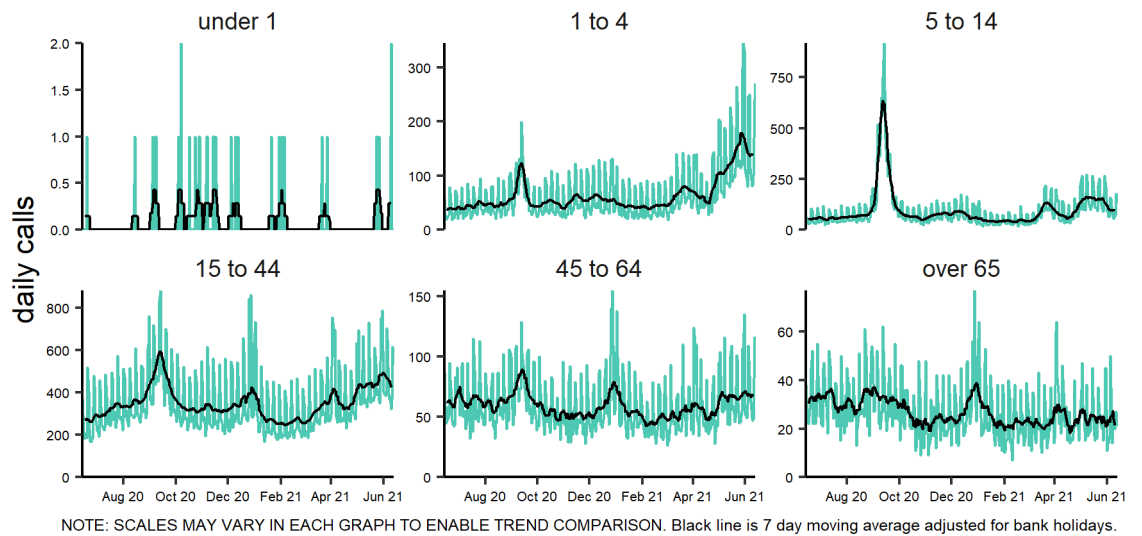 under 1
1 to 4
5 to 14
2.0
1.5
1.0
0.5
0.0
300
200
100
0
750
500
250
0
daily calls
15 to 44
45 to 64
over 65
800
600
400
200
0
150
100
50
0
60
40
20
0
Aug 20 Oct 20 Dec 20 Feb 21 Apr 21 Jun 21
Aug 20 Oct 20 Dec 20 Feb 21 Apr 21 Jun 21
Aug 20 Oct 20 Dec 20 Feb 21 Apr 21 Jun 21
NOTE: SCALES MAY VARY IN EACH GRAPH TO ENABLE TREND COMPARISON. Black line is 7 day moving average adjusted for bank holidays.